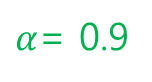 α = 0.9